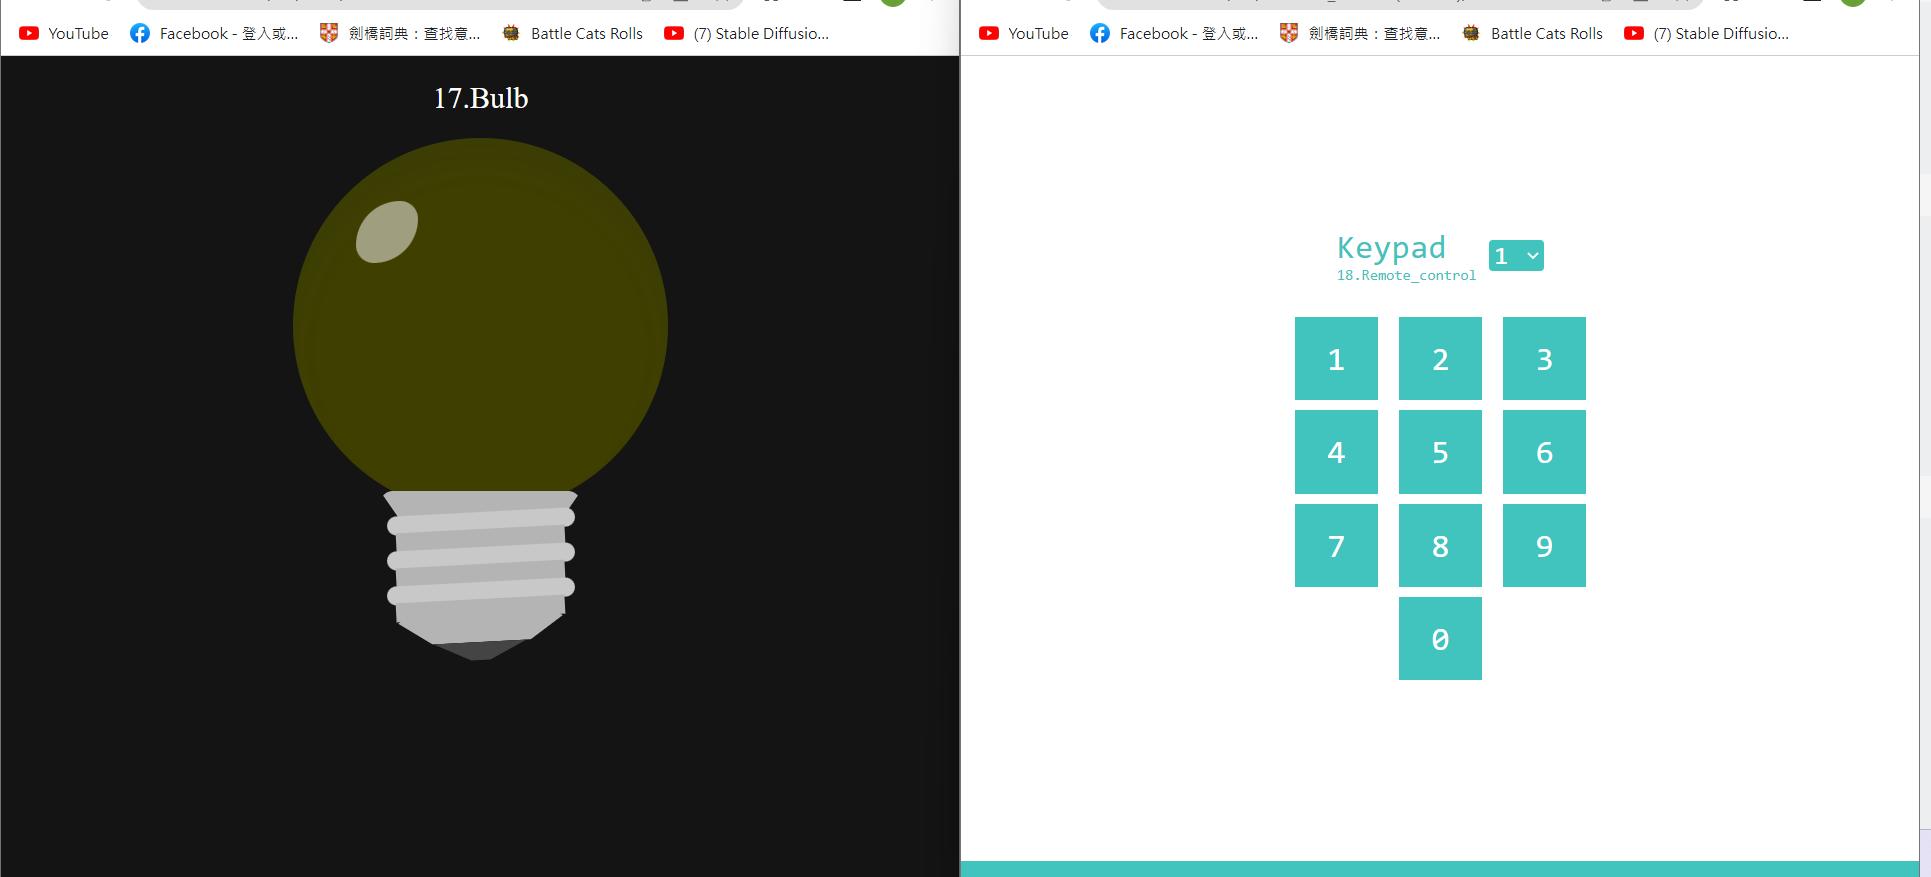 YouTube
Facebook - 登入或...
劍橋詞典：查找意...
Battle Cats Rolls
(7) Stable Diffusio...
17.Bulb
YouTube
Facebook - 登入或...
劍橋詞典：查找意...
Battle Cats Rolls
(7) Stable Diffusio...
Keypad
18.Remote_control
1
1 2 3
4 5 6
7 8 9
0